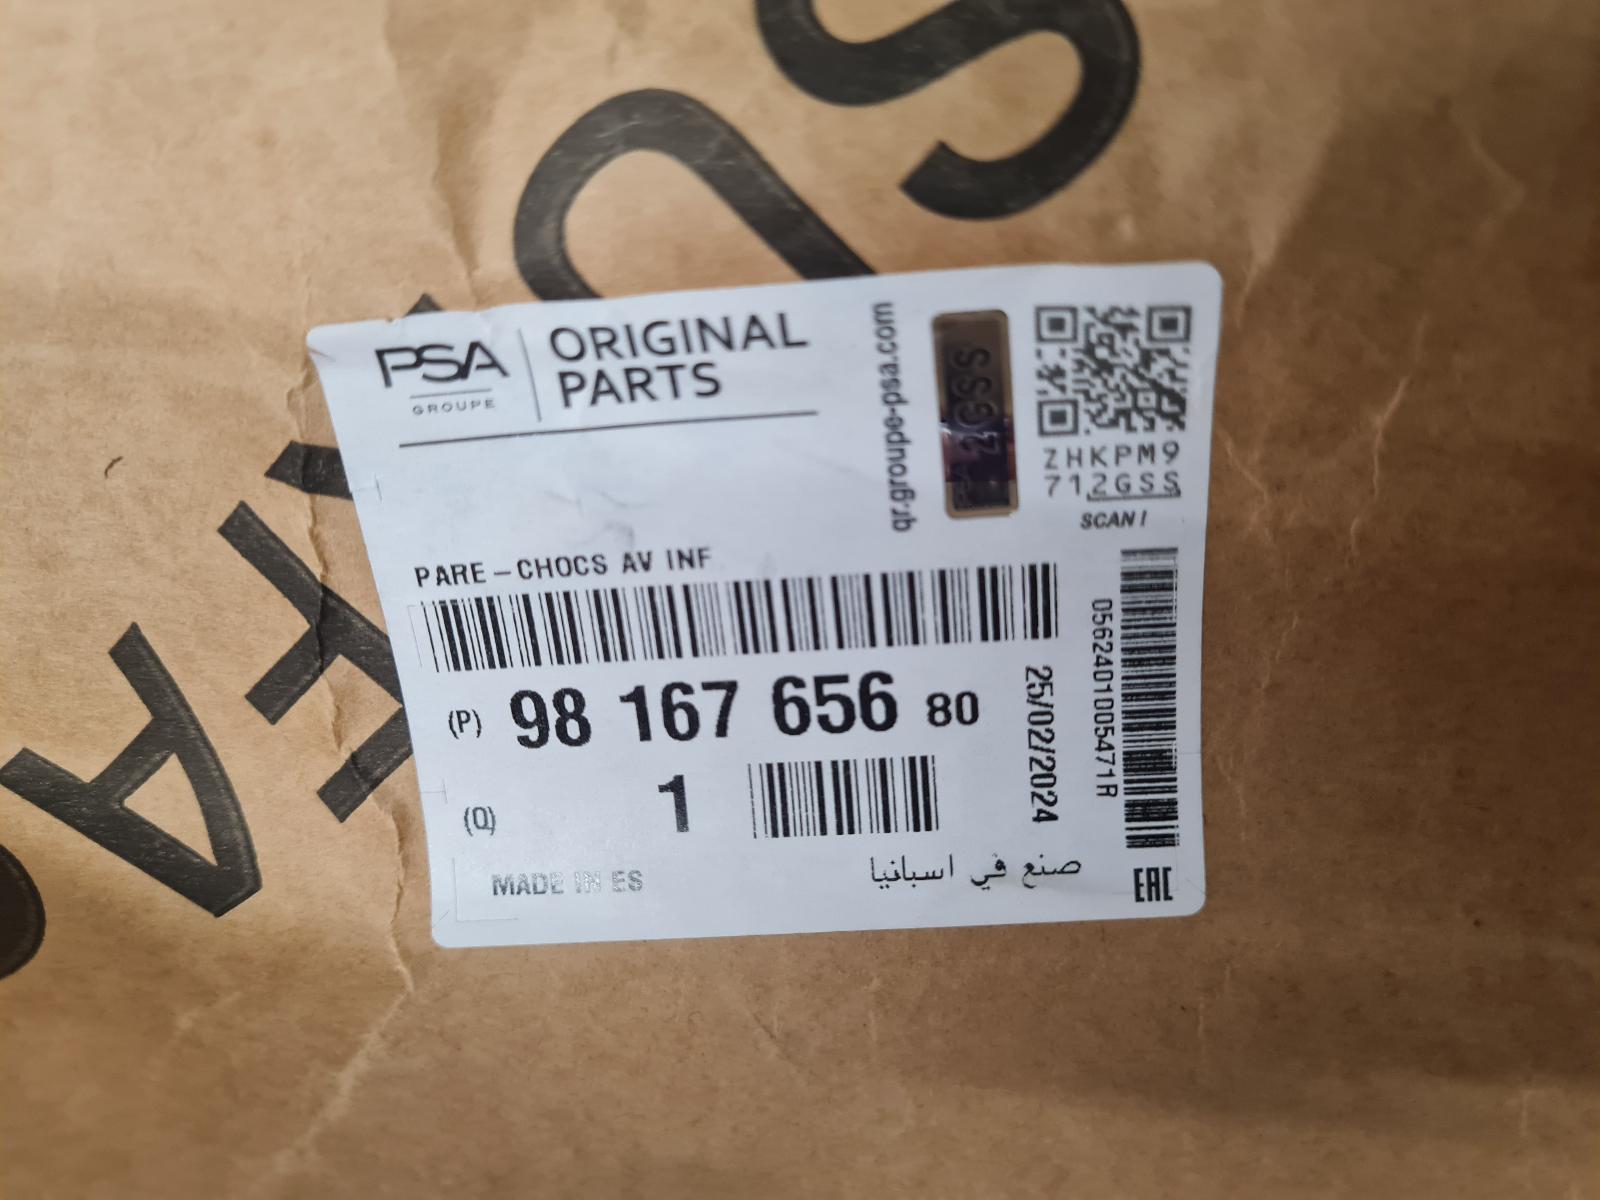 PSA
GROUPE
ORIGINAL
PARTS
qr.groupe-psa.com
2GSS
ZHKPM9
712GSS
SCAN!
PARE-CHOCS AV INF
(P) 98 167 656 80
25/02/2024
0562401005471R
(Q) 1
MADE IN ES
صنع في اسبانيا
EAC